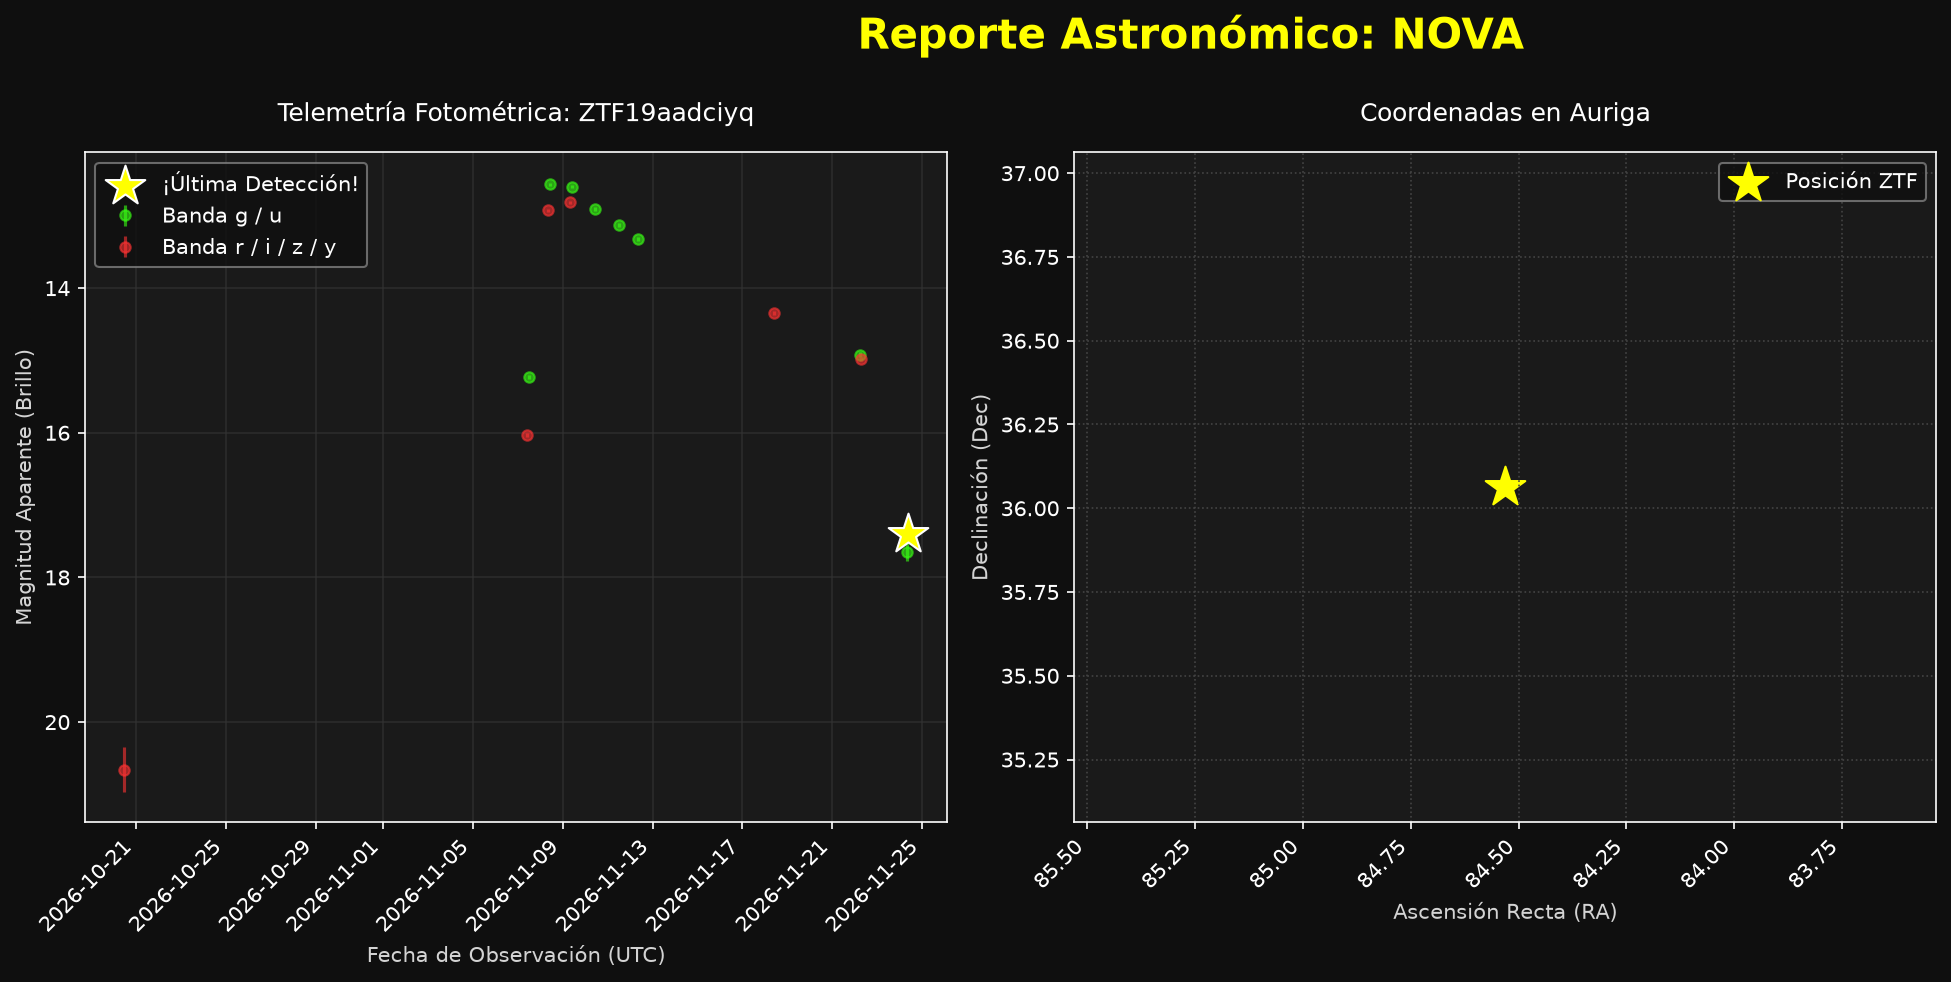 Reporte Astronómico: NOVA
Telemetría Fotométrica: ZTF19aadciyq
¡Última Detección!
Banda g / u
Banda r / i / z / y
Magnitud Aparente (Brillo)
14
16
18
20
2026-10-21
2026-10-25
2026-10-29
2026-11-01
2026-11-05
2026-11-09
2026-11-13
2026-11-17
2026-11-21
2026-11-25
Fecha de Observación (UTC)
Coordenadas en Auriga
Posición ZTF
Declinación (Dec)
37.00
36.75
36.50
36.25
36.00
35.75
35.50
35.25
85.50
85.25
85.00
84.75
84.50
84.25
84.00
83.75
Ascensión Recta (RA)